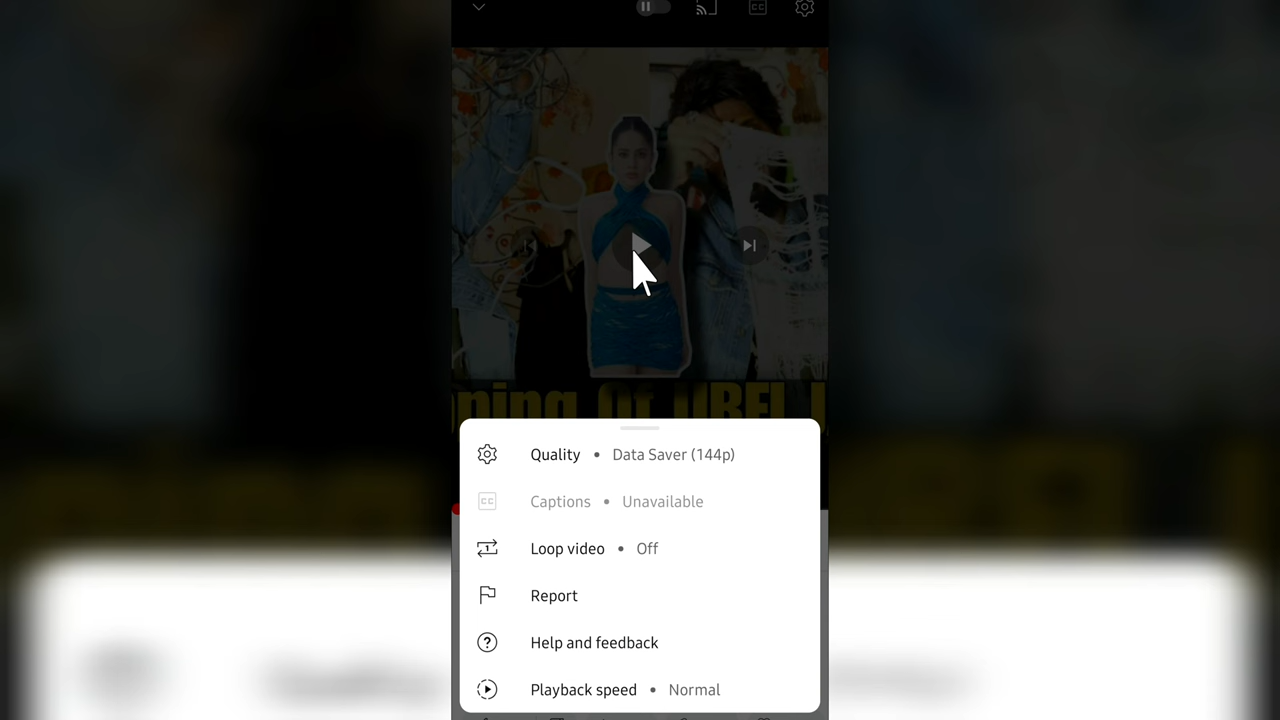 Quality • Data Saver (144p)
Captions • Unavailable
Loop video • Off
Report
Help and feedback
Playback speed • Normal